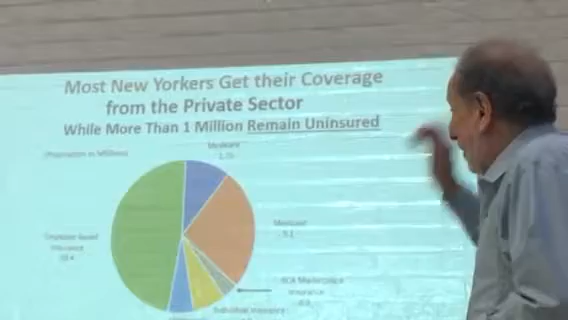 Most New Yorkers Get their Coverage
from the Private Sector
While More Than 1 Million Remain Uninsured
(Population in Millions)
Medicare
Medicaid
Employer Based
Insurance
ACA Marketplace
Insurance
Individual Insurance